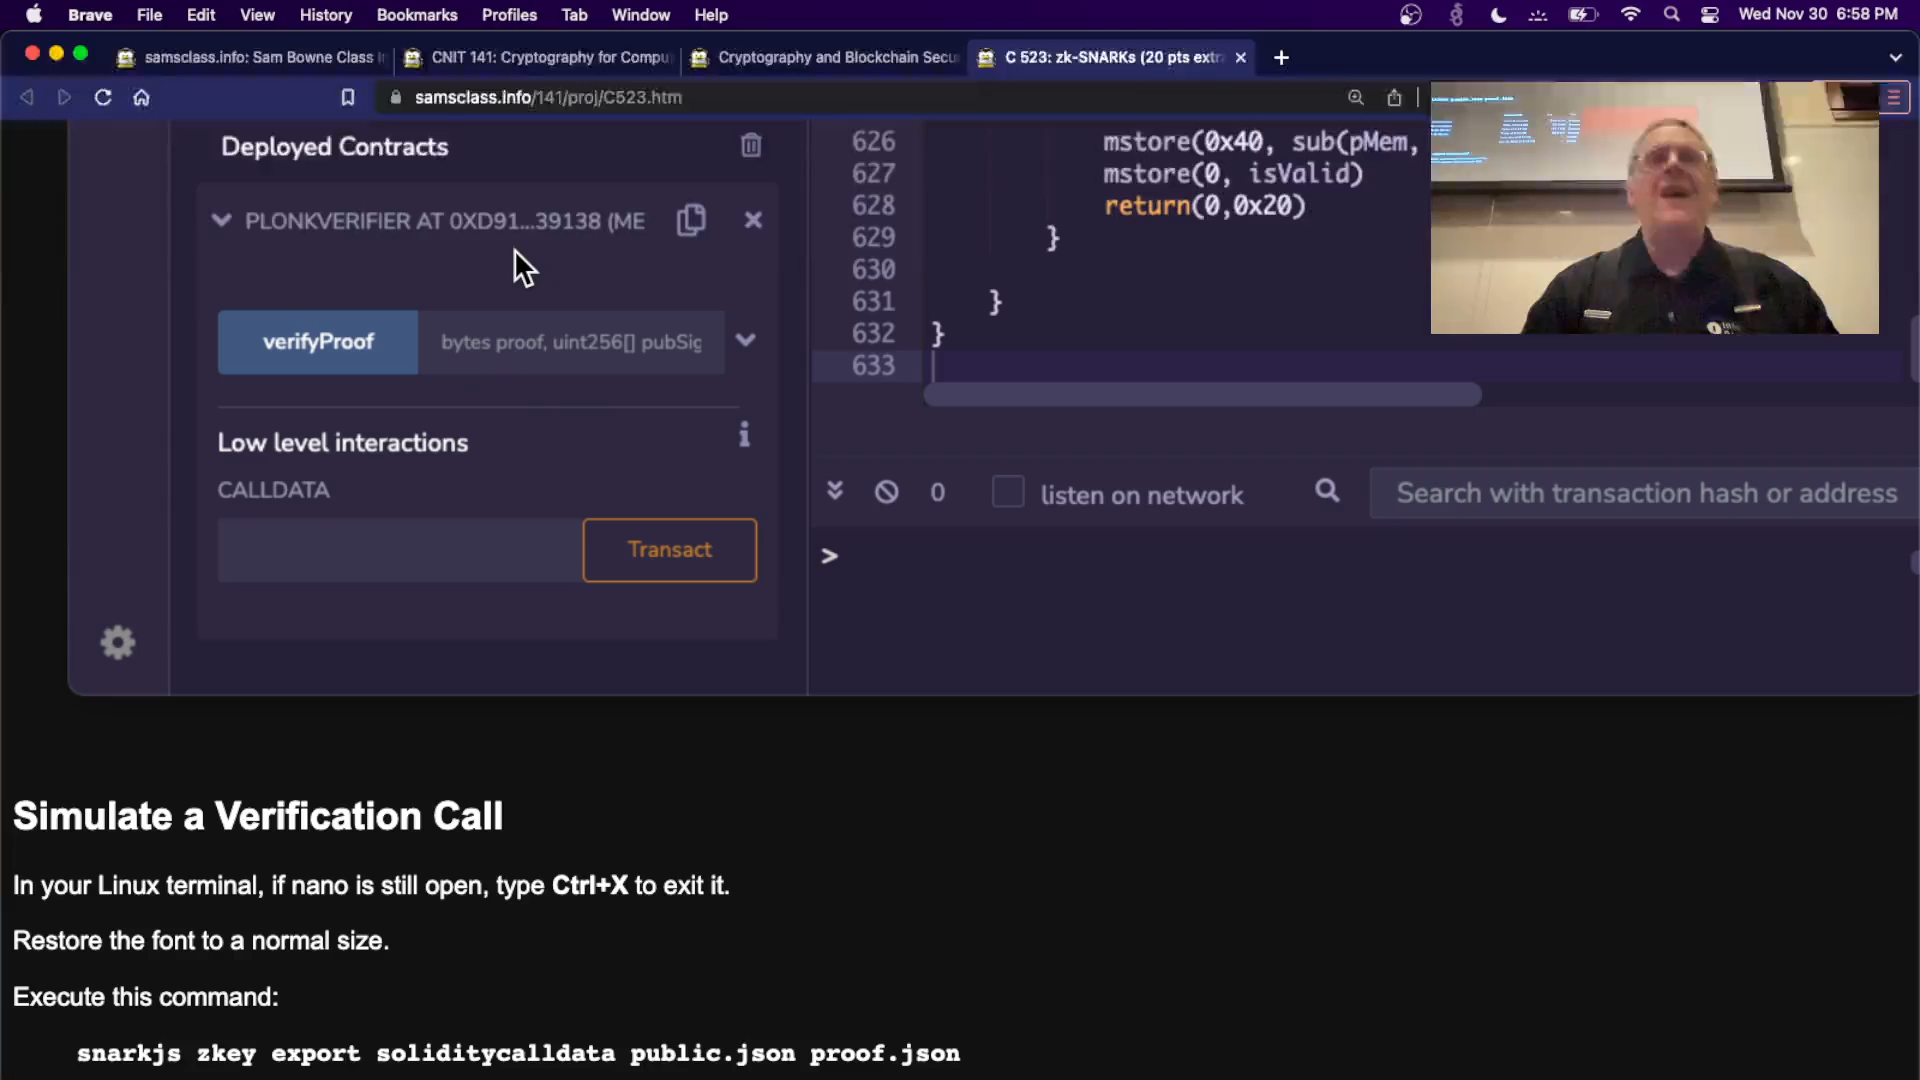 Brave File Edit View History Bookmarks Profiles Tab Window Help Wed Nov 30 6:58 PM
samsclass.info: Sam Bowne Class I CNIT 141: Cryptography for Compu Cryptography and Blockchain Secu C 523: zk-SNARKs (20 pts extr
samsclass.info/141/proj/C523.htm
Deployed Contracts
PLONKVERIFIER AT 0XD91...39138 (ME
verifyProof bytes proof, uint256[] pubSig
Low level interactions
CALLDATA
Transact
626 mstore(0x40, sub(pMem,
627 mstore(0, isValid)
628 return(0,0x20)
629 }
630
631 }
632 }
633
0 listen on network Search with transaction hash or address
>
Simulate a Verification Call
In your Linux terminal, if nano is still open, type Ctrl+X to exit it.
Restore the font to a normal size.
Execute this command:
snarkjs zkey export soliditycalldata public.json proof.json